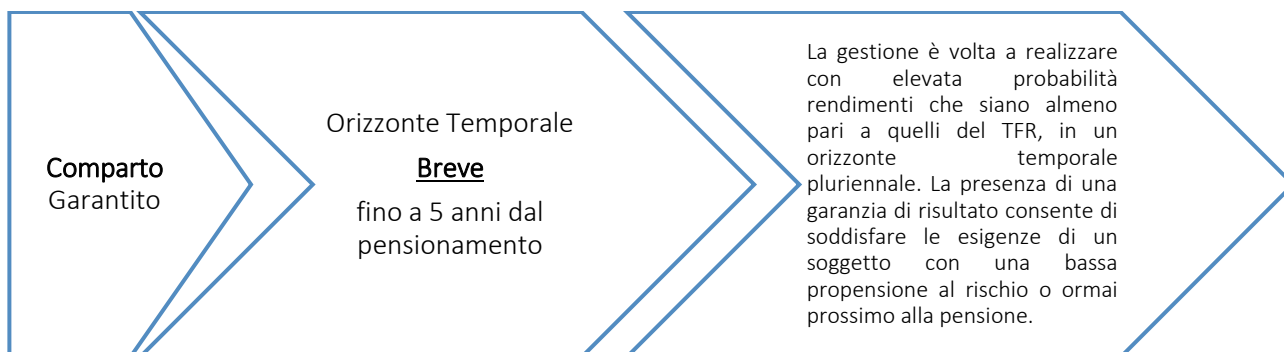 Comparto
Garantito
Orizzonte Temporale
Breve
fino a 5 anni dal
pensionamento
La gestione è volta a realizzare
con elevata probabilità
rendimenti che siano almeno
pari a quelli del TFR, in un
orizzonte temporale
pluriennale. La presenza di una
garanzia di risultato consente di
soddisfare le esigenze di un
soggetto con una bassa
propensione al rischio o ormai
prossimo alla pensione.